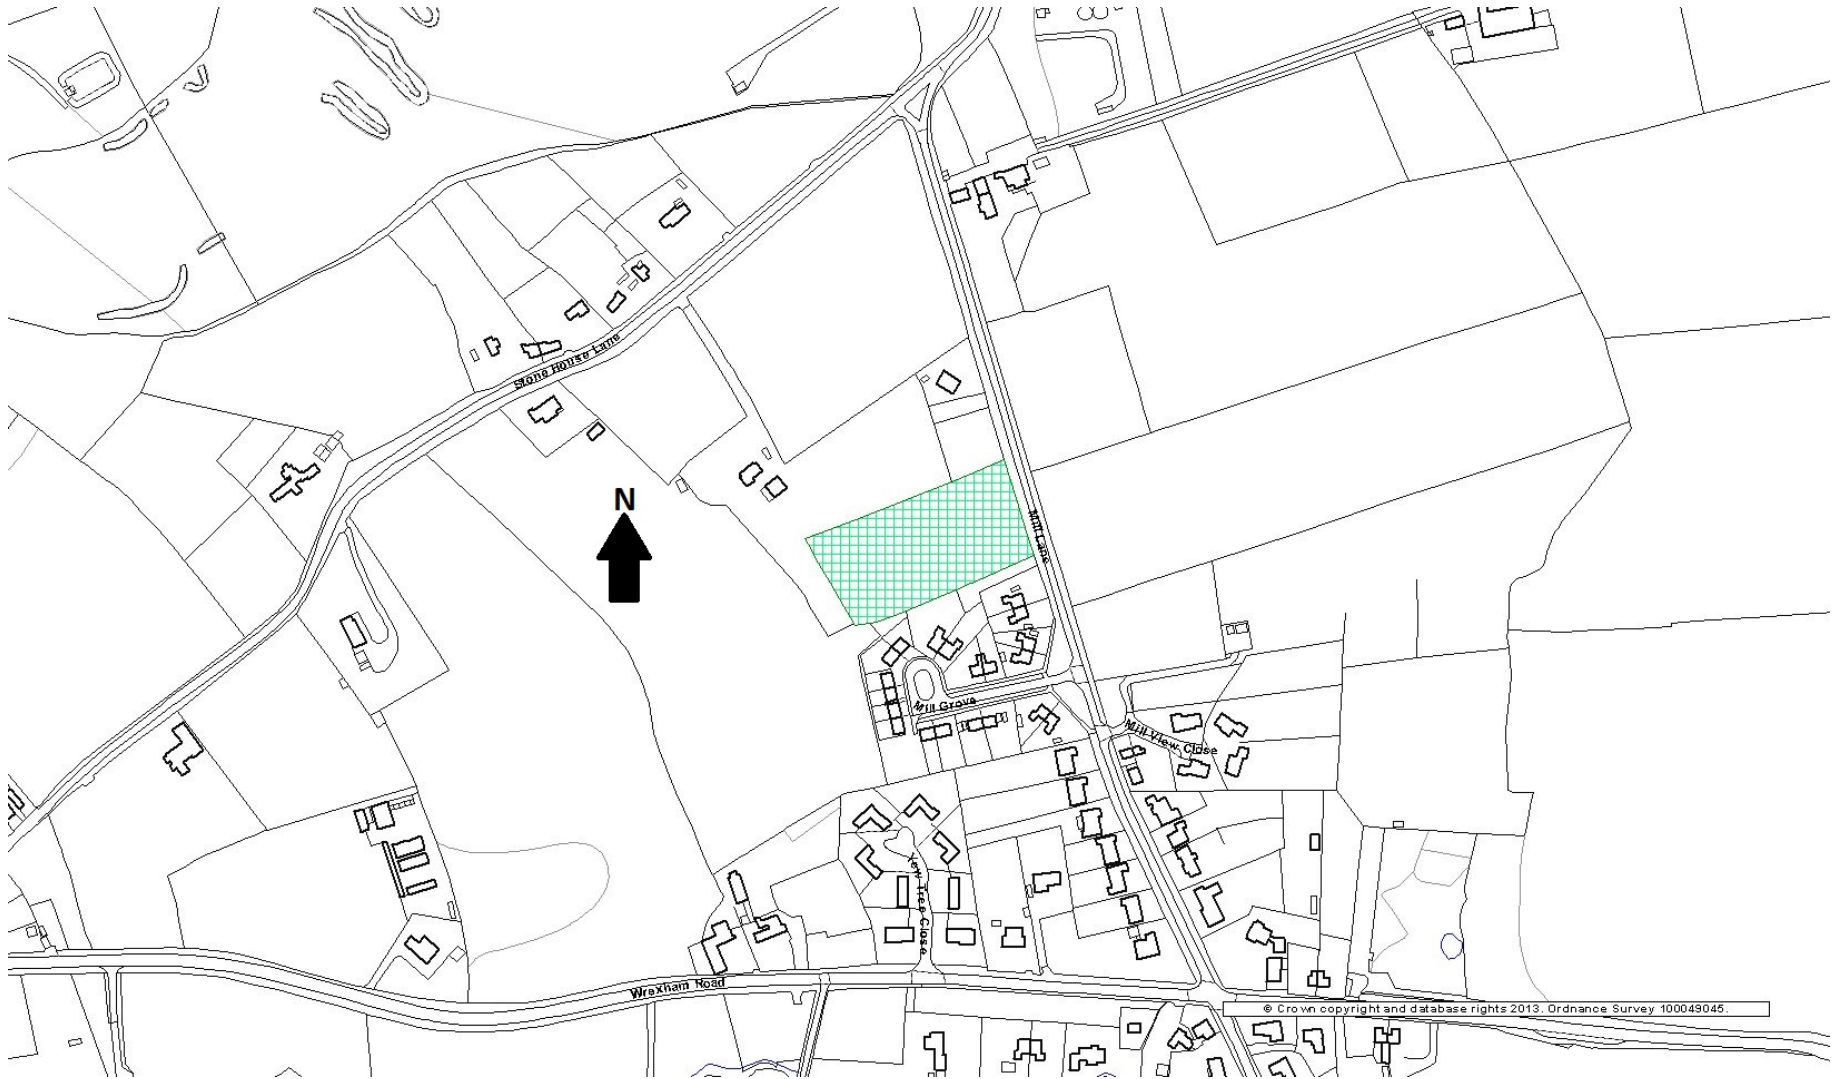 Stone House Lane
N
Mill Lane
Mill Grove
Mill View Close
Yew Tree Close
Wrexham Road
© Crown copyright and database rights 2013. Ordnance Survey 100049045.